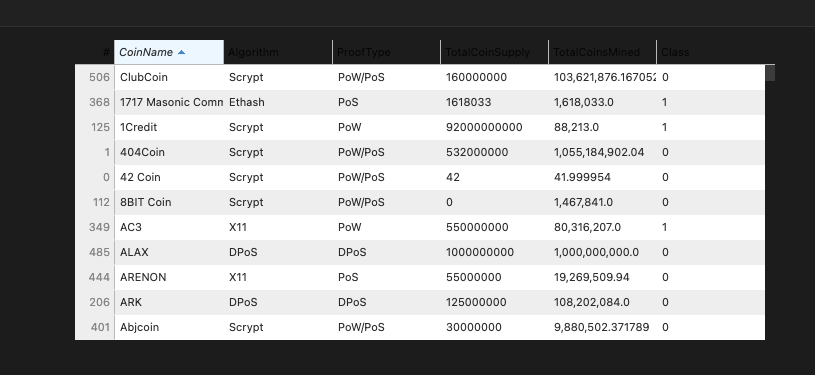 # CoinName Algorithm ProofType TotalCoinSupply TotalCoinsMined Class
506 ClubCoin Scrypt PoW/PoS 160000000 103,621,876.167052 0
368 1717 Masonic Comm Ethash PoS 1618033 1,618,033.0 1
125 1Credit Scrypt PoW 92000000000 88,213.0 1
1 404Coin Scrypt PoW/PoS 532000000 1,055,184,902.04 0
0 42 Coin Scrypt PoW/PoS 42 41.999954 0
112 8BIT Coin Scrypt PoW/PoS 0 1,467,841.0 0
349 AC3 X11 PoW 550000000 80,316,207.0 1
485 ALAX DPoS DPoS 1000000000 1,000,000,000.0 0
444 ARENON X11 PoS 55000000 19,269,509.94 0
206 ARK DPoS DPoS 125000000 108,202,084.0 0
401 Abjcoin Scrypt PoW/PoS 30000000 9,880,502.371789 0